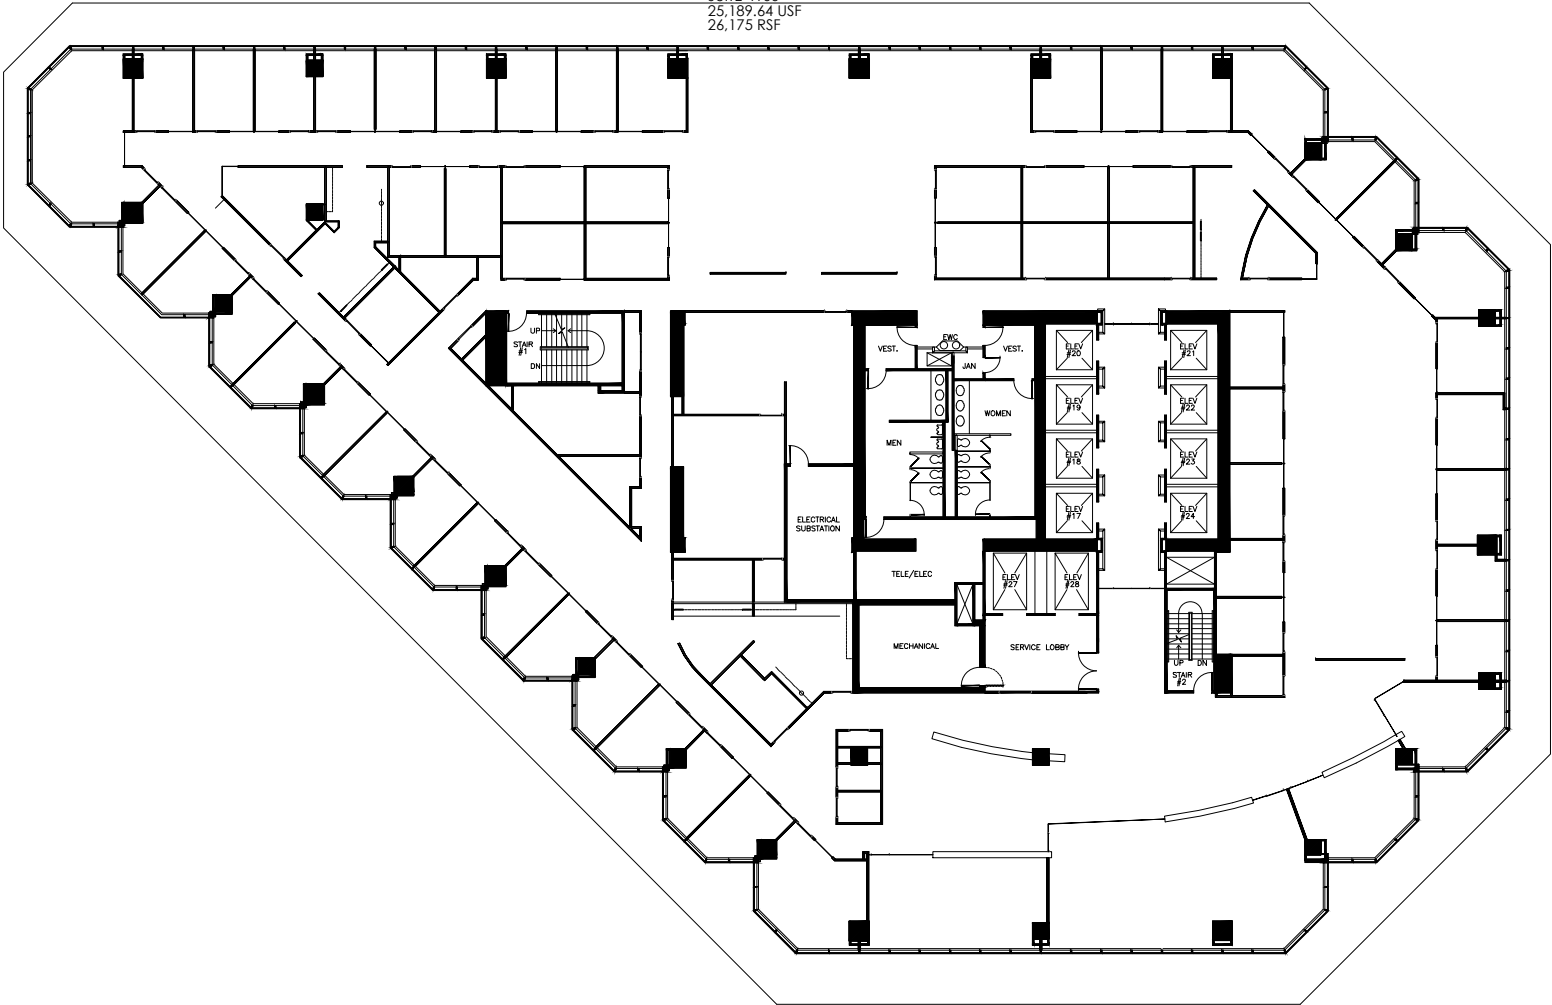 25,189.64 USF
26,175 RSF
UP
STAIR
#1
DN
VEST.
EWC
VEST.
JAN
ELEV
#20
ELEV
#21
ELEV
#19
ELEV
#22
WOMEN
MEN
ELEV
#18
ELEV
#23
ELEV
#17
ELEV
#24
ELECTRICAL
SUBSTATION
TELE/ELEC
ELEV
#27
ELEV
#28
MECHANICAL
SERVICE LOBBY
UP DN
STAIR
#2